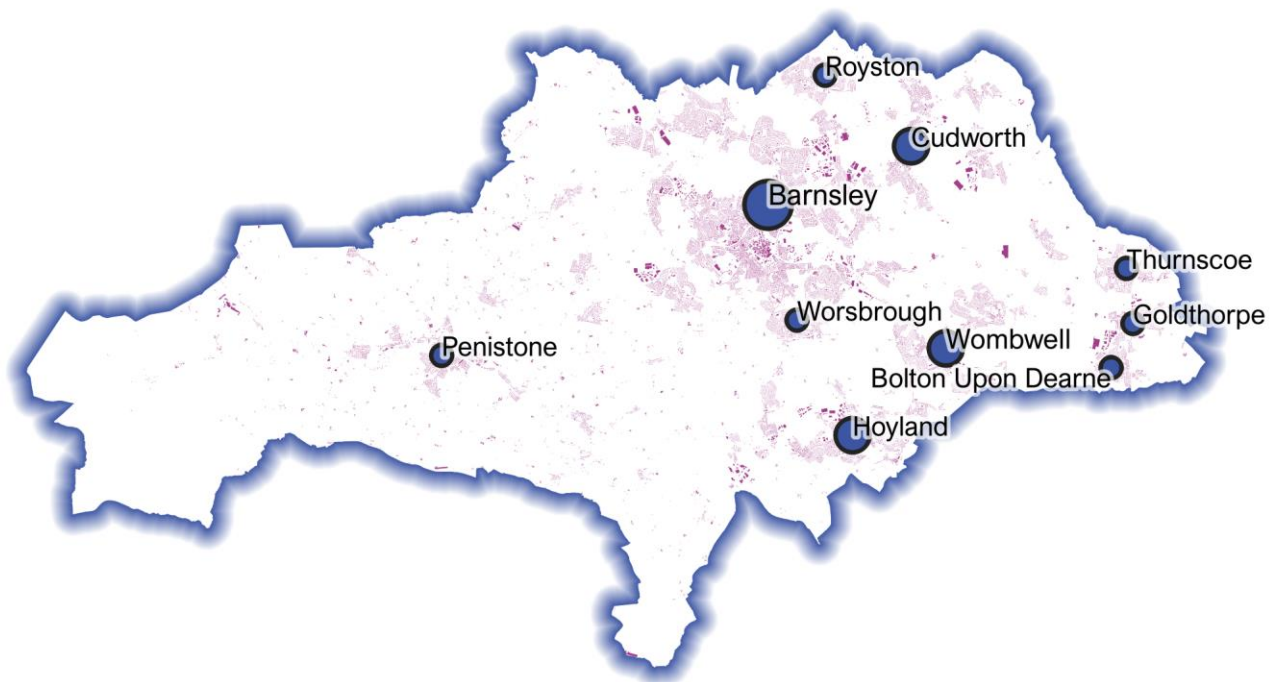 Royston
Cudworth
Barnsley
Thurnscoe
Worsbrough
Goldthorpe
Penistone
Wombwell
Bolton Upon Dearne
Hoyland